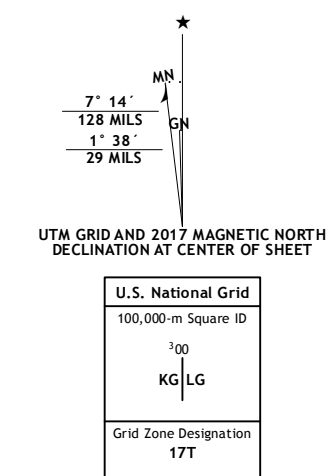 ★
MN
7° 14´
128 MILS
GN
1° 38´
29 MILS
UTM GRID AND 2017 MAGNETIC NORTH
DECLINATION AT CENTER OF SHEET
U.S. National Grid
100,000-m Square ID
³00
KG LG
Grid Zone Designation
17T